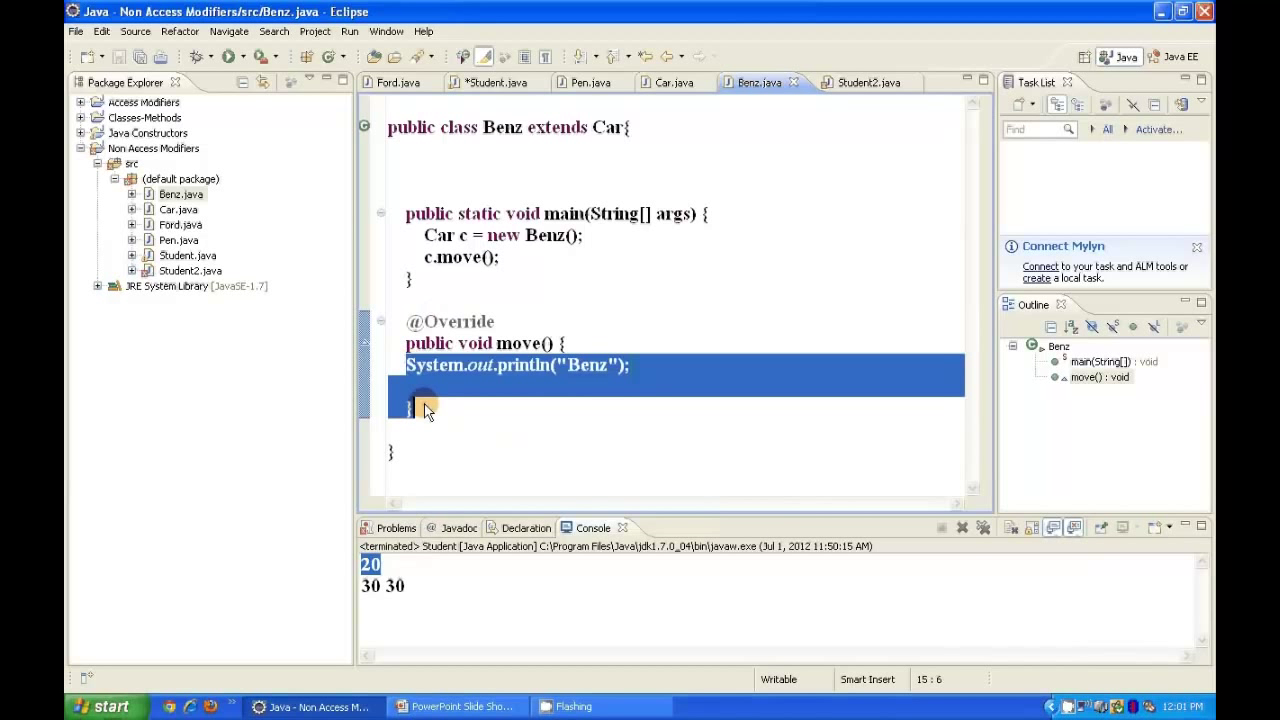 Java - Non Access Modifiers/src/Benz.java - Eclipse
File Edit Source Refactor Navigate Search Project Run Window Help
Java Java EE
Package Explorer
Ford.java *Student.java Pen.java Car.java Benz.java Student2.java
Task List
Access Modifiers
Classes-Methods
Java Constructors
Non Access Modifiers
src
(default package)
Benz.java
Car.java
Ford.java
Pen.java
Student.java
Student2.java
JRE System Library [JavaSE-1.7]
public class Benz extends Car{
public static void main(String[] args) {
Car c = new Benz();
c.move();
}
@Override
public void move() {
System.out.println("Benz");
}
}
Find All Activate...
Connect Mylyn
Connect to your task and ALM tools or
create a local task.
Outline
Benz
main(String[]) : void
move() : void
Problems Javadoc Declaration Console
<terminated> Student [Java Application] C:\Program Files\Java\jdk1.7.0_04\bin\javaw.exe (Jul 1, 2012 11:50:15 AM)
20
30 30
Writable Smart Insert 15 : 6
start Java - Non Access M... PowerPoint Slide Sho... Flashing 12:01 PM